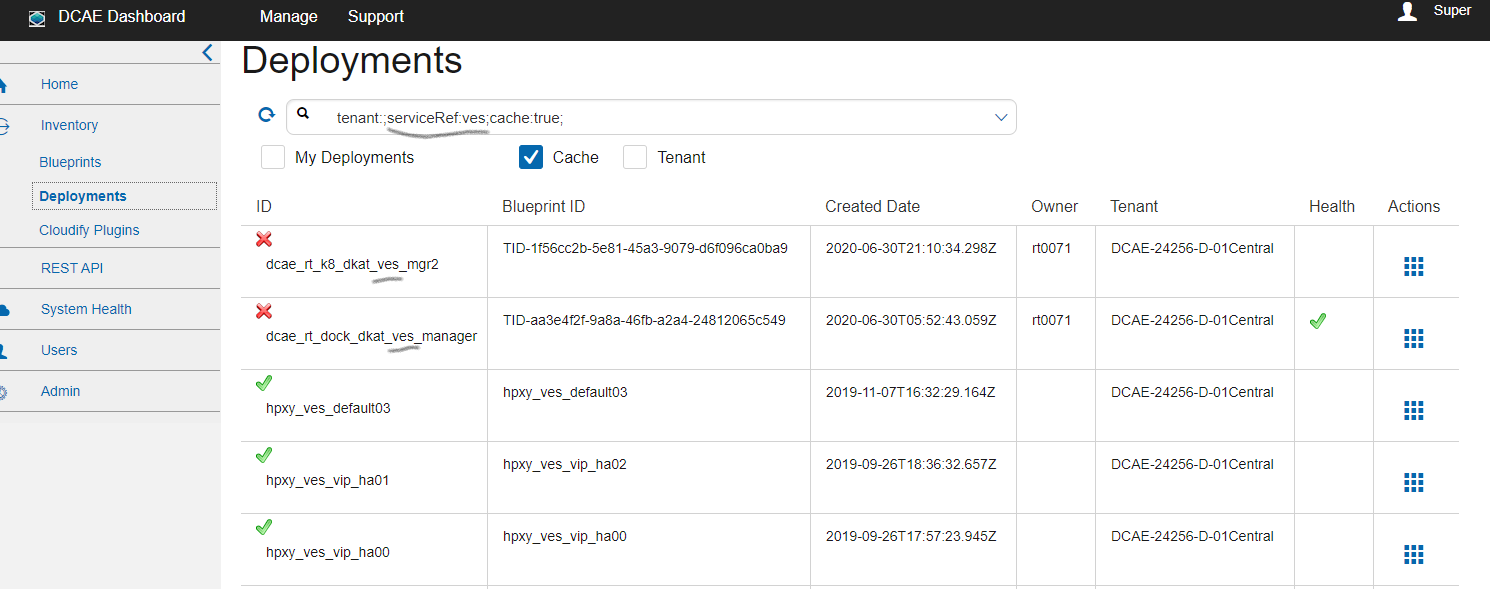 DCAE Dashboard Manage Support Super
Deployments
Home
Inventory
Blueprints
Deployments
Cloudify Plugins
REST API
System Health
Users
Admin
tenant:;serviceRef:ves;cache:true;
My Deployments Cache Tenant
ID Blueprint ID Created Date Owner Tenant Health Actions
dcae_rt_k8_dkat_ves_mgr2 TID-1f56cc2b-5e81-45a3-9079-d6f096ca0ba9 2020-06-30T21:10:34.298Z rt0071 DCAE-24256-D-01Central
dcae_rt_dock_dkat_ves_manager TID-aa3e4f2f-9a8a-46fb-a2a4-24812065c549 2020-06-30T05:52:43.059Z rt0071 DCAE-24256-D-01Central
hpxy_ves_default03 hpxy_ves_default03 2019-11-07T16:32:29.164Z DCAE-24256-D-01Central
hpxy_ves_vip_ha01 hpxy_ves_vip_ha02 2019-09-26T18:36:32.657Z DCAE-24256-D-01Central
hpxy_ves_vip_ha00 hpxy_ves_vip_ha00 2019-09-26T17:57:23.945Z DCAE-24256-D-01Central